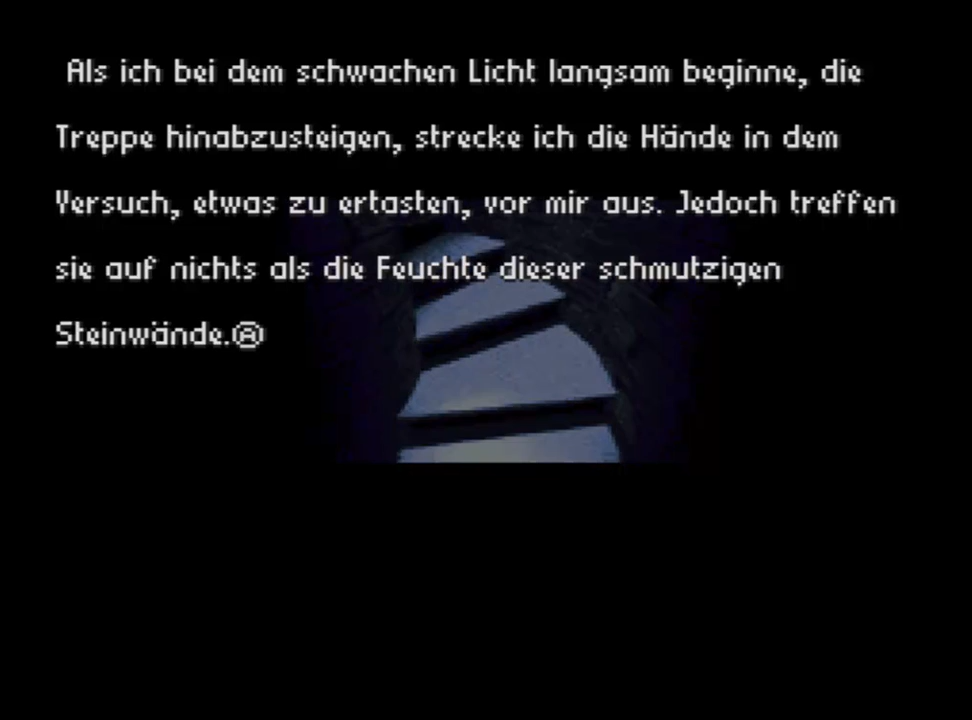 Als ich bei dem schwachen Licht langsam beginne, die
Treppe hinabzusteigen, strecke ich die Hände in dem
Versuch, etwas zu ertasten, vor mir aus. Jedoch treffen
sie auf nichts als die Feuchte dieser schmutzigen
Steinwände.Ⓐ